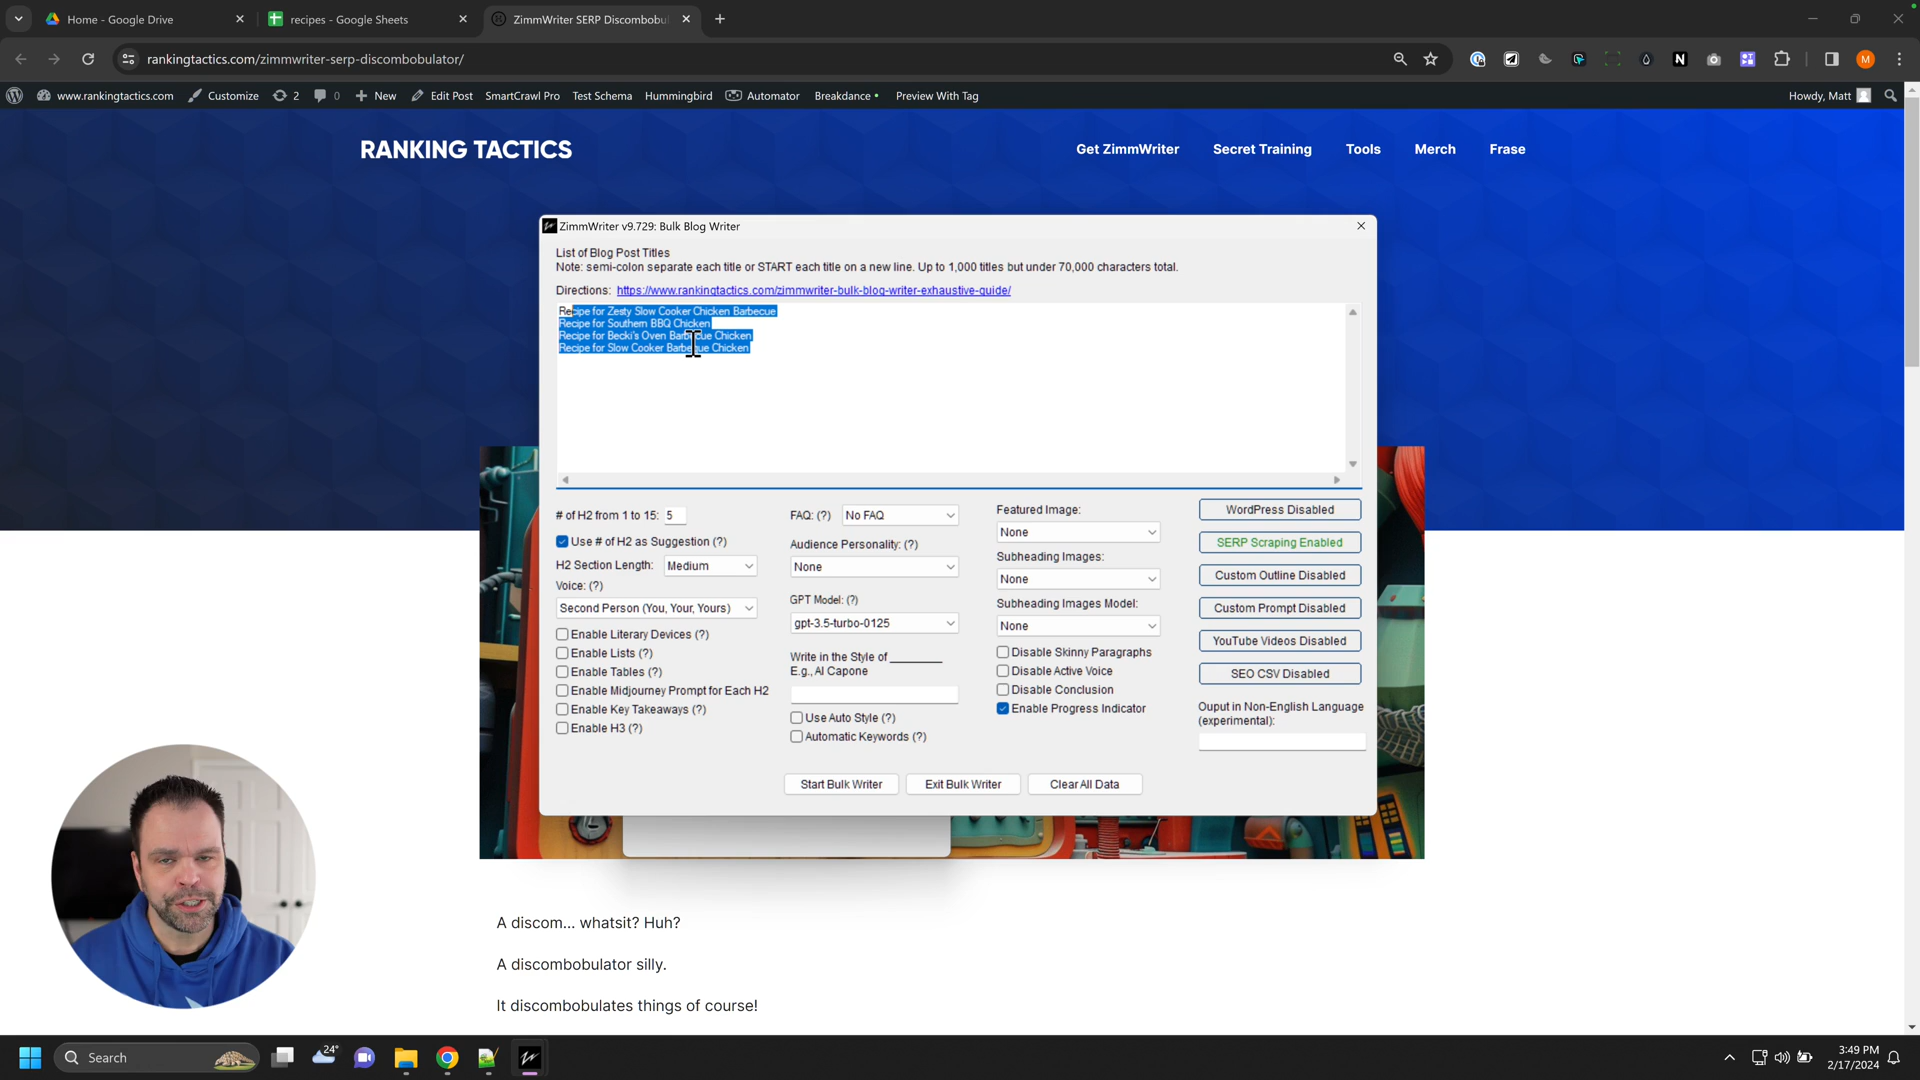 Home - Google Drive
recipes - Google Sheets
ZimmWriter SERP Discombobu
rankingtactics.com/zimmwriter-serp-discombobulator/
M
www.rankingtactics.com
Customize
2
0
New
Edit Post
SmartCrawl Pro
Test Schema
Hummingbird
Automator
Breakdance
Preview With Tag
Howdy, Matt
RANKING TACTICS
Get ZimmWriter
Secret Training
Tools
Merch
Frase
ZimmWriter v9.729: Bulk Blog Writer
List of Blog Post Titles
Note: semi-colon separate each title or START each title on a new line. Up to 1,000 titles but under 70,000 characters total.
Directions: https://www.rankingtactics.com/zimmwriter-bulk-blog-writer-exhaustive-guide/
Recipe for Zesty Slow Cooker Chicken Barbecue
Recipe for Southern BBQ Chicken
Recipe for Becki's Oven Barbecue Chicken
Recipe for Slow Cooker Barbecue Chicken
# of H2 from 1 to 15: 5
Use # of H2 as Suggestion (?)
H2 Section Length: Medium
Voice: (?)
Second Person (You, Your, Yours)
Enable Literary Devices (?)
Enable Lists (?)
Enable Tables (?)
Enable Midjourney Prompt for Each H2
Enable Key Takeaways (?)
Enable H3 (?)
FAQ: (?) No FAQ
Audience Personality: (?)
None
GPT Model: (?)
gpt-3.5-turbo-0125
Write in the Style of ________
E.g., Al Capone
Use Auto Style (?)
Automatic Keywords (?)
Featured Image:
None
Subheading Images:
None
Subheading Images Model:
None
Disable Skinny Paragraphs
Disable Active Voice
Disable Conclusion
Enable Progress Indicator
WordPress Disabled
SERP Scraping Enabled
Custom Outline Disabled
Custom Prompt Disabled
YouTube Videos Disabled
SEO CSV Disabled
Ouput in Non-English Language
(experimental):
Start Bulk Writer
Exit Bulk Writer
Clear All Data
A discom... whatsit? Huh?
A discombobulator silly.
It discombobulates things of course!
Search
24°
3:49 PM
2/17/2024